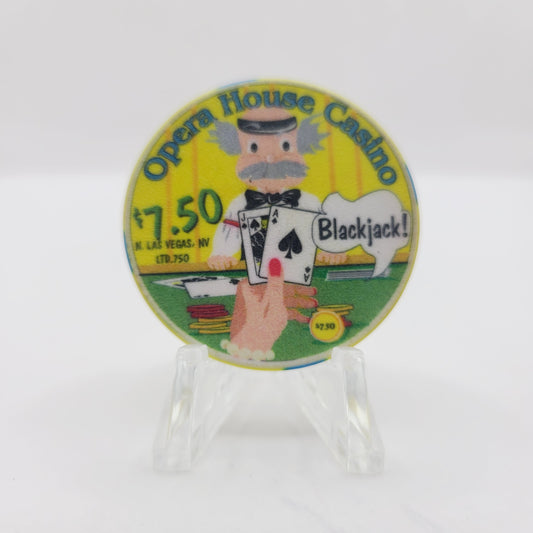 Opera House Casino
$7.50
N. LAS VEGAS, NV
LTD.750
J
A
Blackjack!
A
$7.50